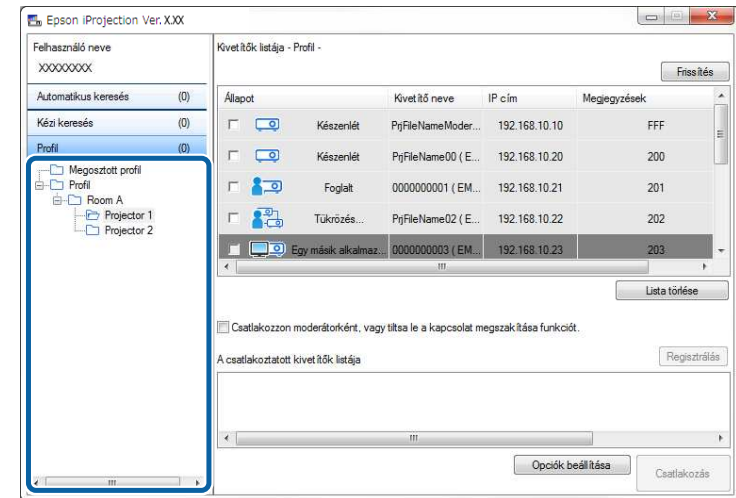 Epson iProjection Ver. X.XX
Felhasználó neve
XXXXXXXX
Automatikus keresés (0)
Kézi keresés (0)
Profil (0)
Megosztott profil
Profil
Room A
Projector 1
Projector 2
Kivetítők listája - Profil -
Frissítés
Állapot Kivetítő neve IP cím Megjegyzések
Készenlét PrjFileNameModer... 192.168.10.10 FFF
Készenlét PrjFileName00 ( E... 192.168.10.20 200
Foglalt 0000000001 ( EM... 192.168.10.21 201
Tükrözés... PrjFileName02 ( E... 192.168.10.22 202
Egy másik alkalmaz... 0000000003 ( EM... 192.168.10.23 203
Lista törlése
Csatlakozzon moderátorként, vagy tiltsa le a kapcsolat megszakítása funkciót.
A csatlakoztatott kivetítők listája
Regisztrálás
Opciók beállítása
Csatlakozás